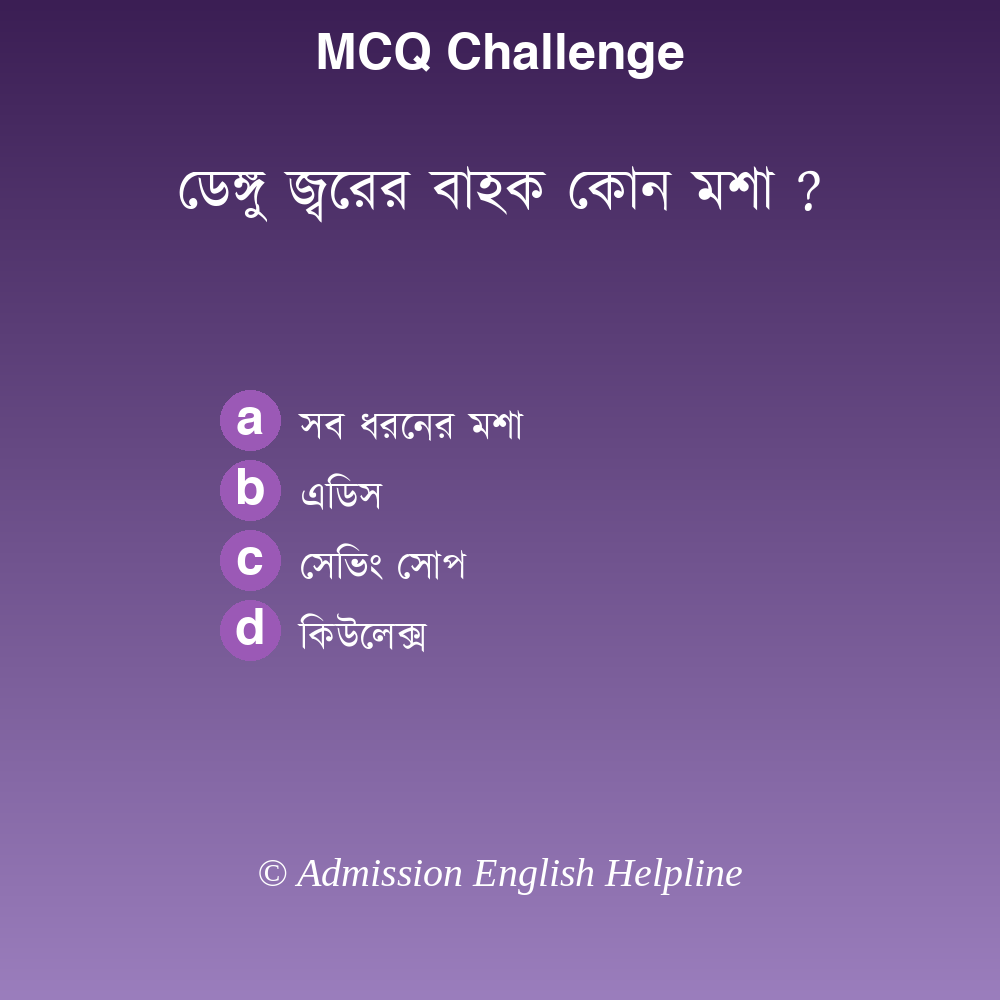 MCQ Challenge
ডেঙ্গু জ্বরের বাহক কোন মশা ?
a সব ধরনের মশা
b এডিস
c সেভিং সোপ
d কিউলেক্স
© Admission English Helpline